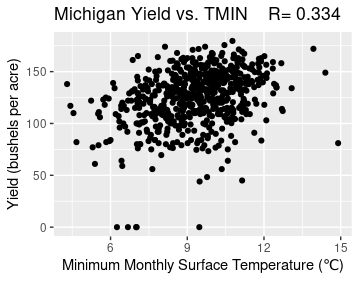 Michigan Yield vs. TMIN R= 0.334
Yield (bushels per acre)
150
100
50
0
6 9 12 15
Minimum Monthly Surface Temperature (℃)